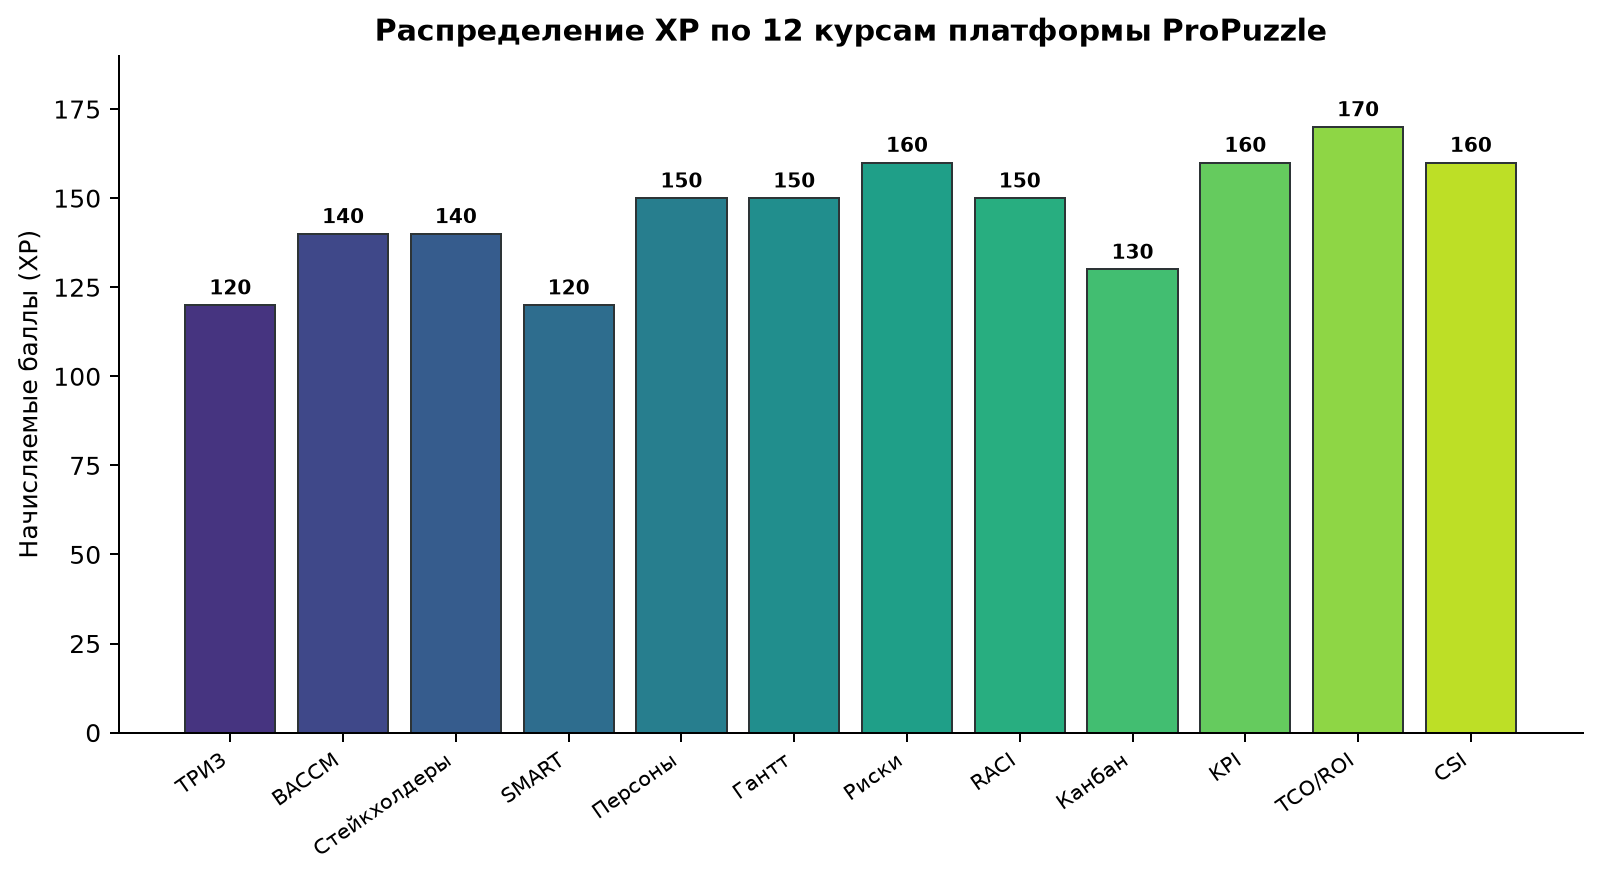 Распределение XP по 12 курсам платформы ProPuzzle
Начисляемые баллы (XP)
175
150
125
100
75
50
25
0
120
140
140
120
150
150
160
150
130
160
170
160
ТРИЗ
BACCM
Стейкхолдеры
SMART
Персоны
Гантт
Риски
RACI
Канбан
KPI
TCO/ROI
CSI